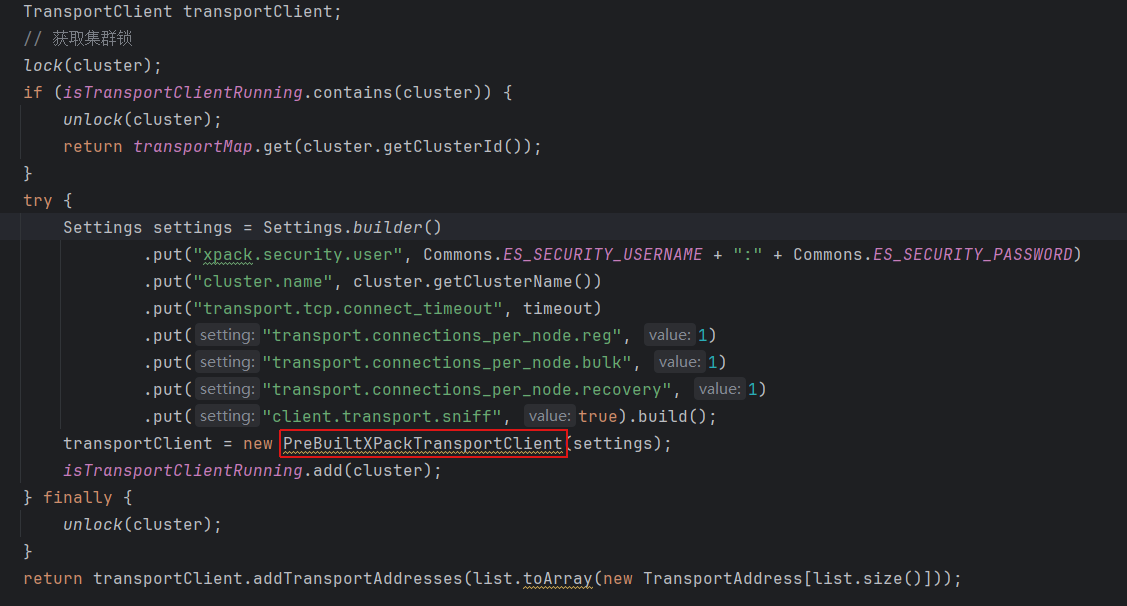 TransportClient transportClient;
// 获取集群锁
lock(cluster);
if (isTransportClientRunning.contains(cluster)) {
    unlock(cluster);
    return transportMap.get(cluster.getClusterId());
}
try {
    Settings settings = Settings.builder()
            .put("xpack.security.user", Commons.ES_SECURITY_USERNAME + ":" + Commons.ES_SECURITY_PASSWORD)
            .put("cluster.name", cluster.getClusterName())
            .put("transport.tcp.connect_timeout", timeout)
            .put( setting: "transport.connections_per_node.reg", value: 1)
            .put( setting: "transport.connections_per_node.bulk", value: 1)
            .put( setting: "transport.connections_per_node.recovery", value: 1)
            .put( setting: "client.transport.sniff", value: true).build();
    transportClient = new PreBuiltXPackTransportClient(settings);
    isTransportClientRunning.add(cluster);
} finally {
    unlock(cluster);
}
return transportClient.addTransportAddresses(list.toArray(new TransportAddress[list.size()]));